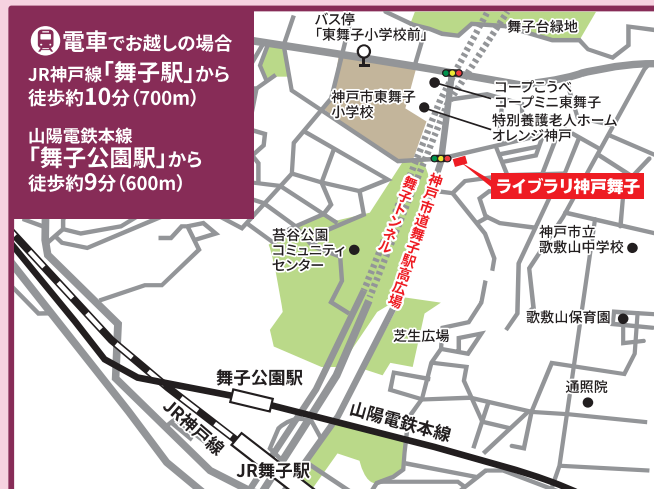 電車でお越しの場合
JR神戸線「舞子駅」から
徒歩約10分（700m）
山陽電鉄本線
「舞子公園駅」から
徒歩約9分（600m）
バス停
「東舞子小学校前」
舞子台緑地
神戸市東舞子
小学校
コープこうべ
コープミニ東舞子
特別養護老人ホーム
オレンジ神戸
ライブラリ神戸舞子
神戸市道舞子駅高広場
舞子トンネル
苔谷公園
コミュニティ
センター
神戸市立
歌敷山中学校
歌敷山保育園
芝生広場
通照院
舞子公園駅
山陽電鉄本線
JR神戸線
JR舞子駅